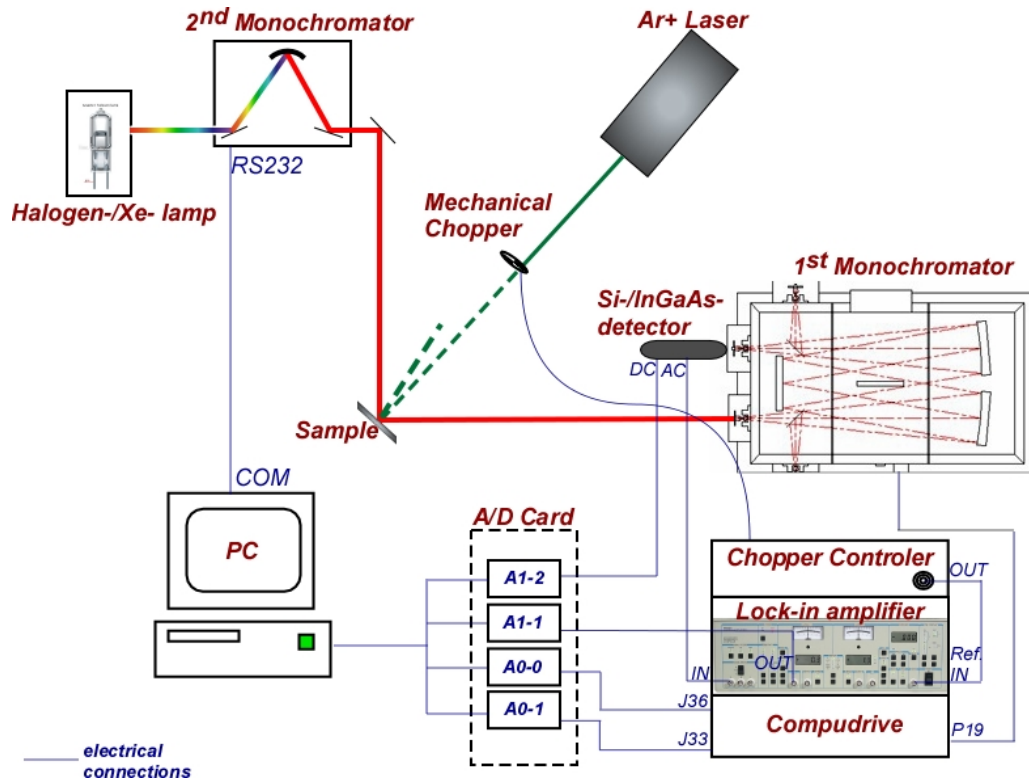 2nd Monochromator
Ar+ Laser
Halogen-/Xe- lamp
RS232
Mechanical
Chopper
1st Monochromator
Si-/InGaAs-
detector
DC AC
Sample
COM
PC
A/D Card
A1-2
A1-1
A0-0
A0-1
Chopper Controler
OUT
Lock-in amplifier
OUT
IN
Ref.
IN
J36
J33
Compudrive
P19
electrical
connections